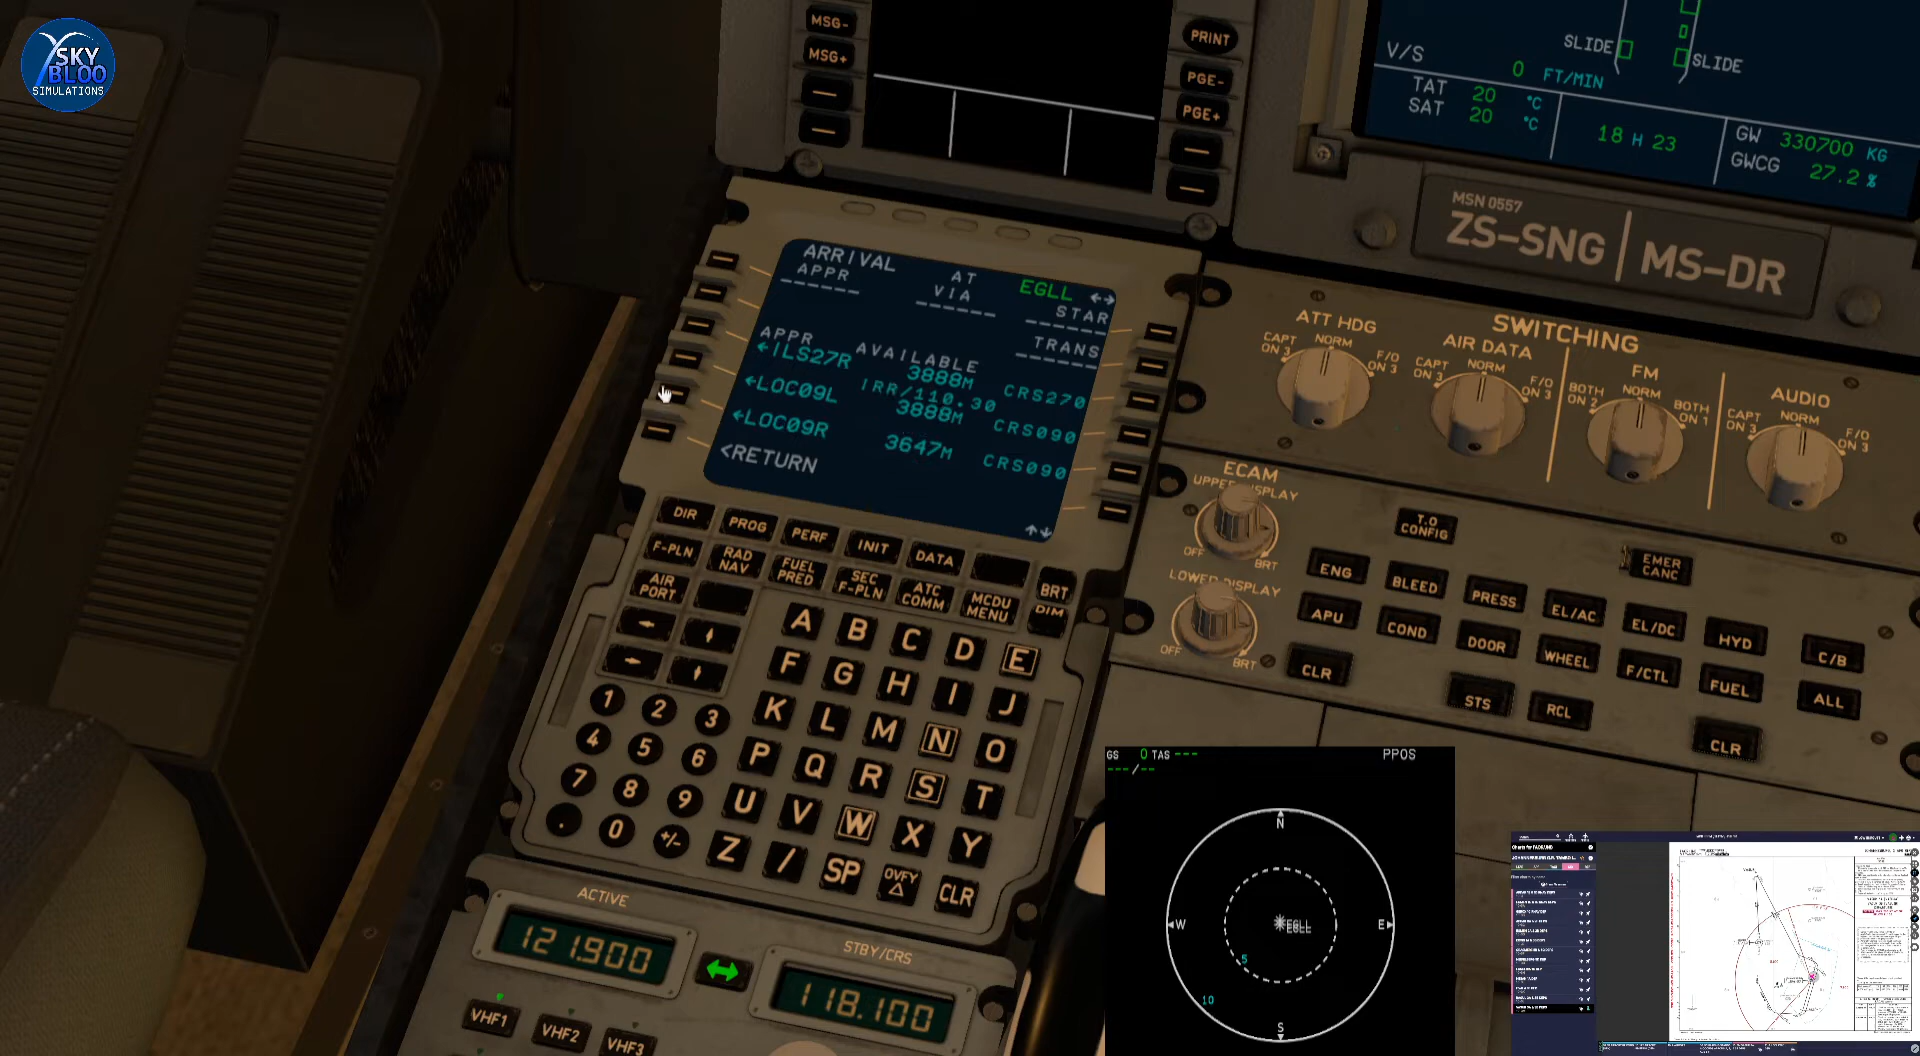 SKY
BLOO
SIMULATIONS
MSG-
MSG+
PRINT
PGE-
PGE+
SLIDE
SLIDE
V/S
0 FT/MIN
TAT 20 °C
SAT 20 °C
18 H 23
GW 330700 KG
GWCG 27.2 %
MSN 0557
ZS-SNG MS-DR
ARRIVAL AT EGLL ←→
APPR VIA STAR
------ ------ ------
TRANS
------
APPR AVAILABLE
←ILS27R 3888M CRS270
IRR/110.30
←LOC09L 3888M CRS090
←LOC09R 3647M CRS090
<RETURN
↑↓
SWITCHING
ATT HDG
CAPT ON 3 NORM F/O ON 3
AIR DATA
CAPT ON 3 NORM F/O ON 3
FM
BOTH ON 2 NORM BOTH ON 1
AUDIO
CAPT ON 3 NORM F/O ON 3
ECAM
UPPER DISPLAY
OFF BRT
LOWER DISPLAY
OFF BRT
T.O CONFIG
EMER CANC
ENG BLEED PRESS EL/AC EL/DC HYD C/B
APU COND DOOR WHEEL F/CTL FUEL ALL
CLR STS RCL CLR
DIR PROG PERF INIT DATA
F-PLN RAD NAV FUEL PRED SEC F-PLN ATC COMM MCDU MENU BRT DIM
AIR PORT
A B C D E
F G H I J
K L M N O
P Q R S T
U V W X Y
Z / SP OVFY Δ CLR
1 2 3
4 5 6
7 8 9
. 0 +/-
ACTIVE
121.900
STBY/CRS
118.100
VHF1 VHF2 VHF3
GS 0 TAS ---
---/--
PPOS
N
W E
S
EGLL
5
10